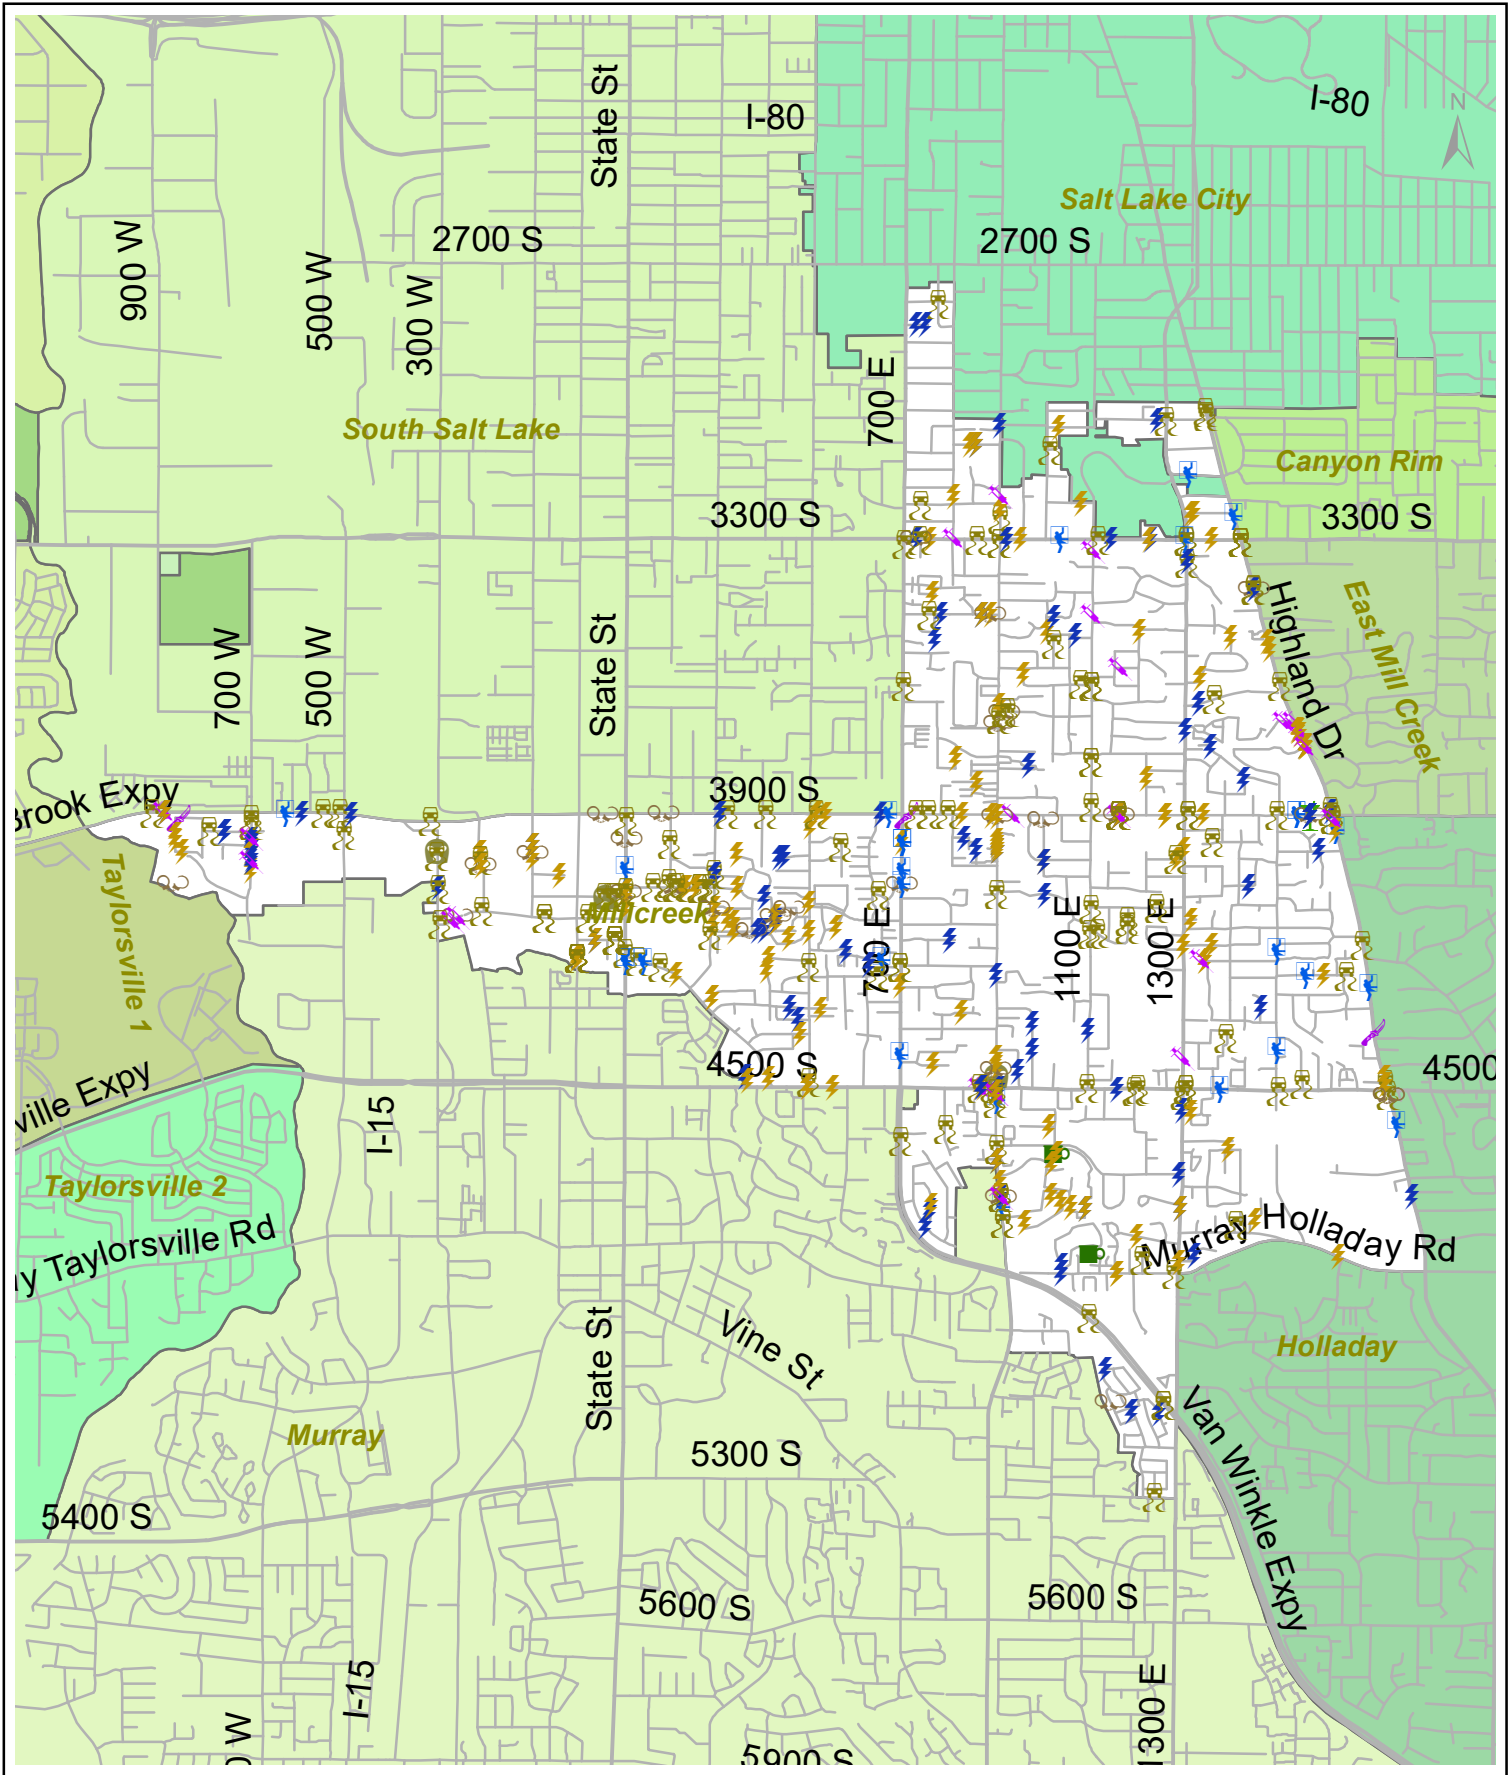 State St
I-80
I-80
N
Salt Lake City
900 W
2700 S
2700 S
500 W
300 W
700 E
South Salt Lake
Canyon Rim
3300 S
3300 S
Highland Dr
East Mill Creek
State St
700 W
500 W
Brook Expy
3900 S
Taylorsville 1
Millcreek
700 E
1100 E
1300 E
4500 S
4500
ville Expy
I-15
Taylorsville 2
Taylorsville Rd
Murray Holladay Rd
State St
Vine St
Holladay
Murray
Van Winkle Expy
5300 S
5400 S
5600 S
5600 S
I-15
1300 E
0 W
5900 S